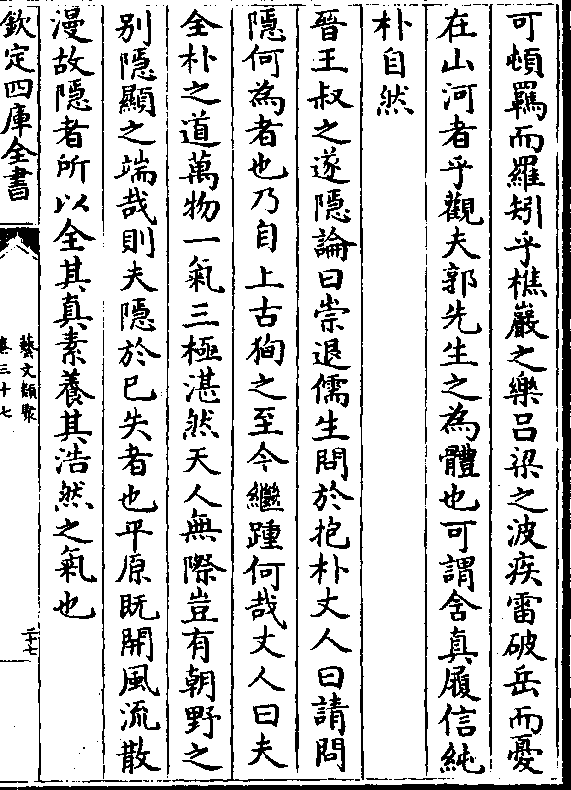 可頓羈而羅矧乎樵巖之樂呂梁之波疾雷破岳而憂
在山河者乎觀夫郭先生之為體也可謂含真履信純
朴自然
晉王叔之遂隱論曰崇退儒生問於抱朴丈人曰請問
隱何為者也乃自上古狥之至今繼踵何哉丈人曰夫
全朴之道萬物一氣三極湛然天人無際豈有朝野之
别隱顯之端哉則夫隱於已失者也平原既開風流散
漫故隱者所以全其真素養其浩然之氣也
欽定四庫全書
藝文類聚
卷三十七
二十七